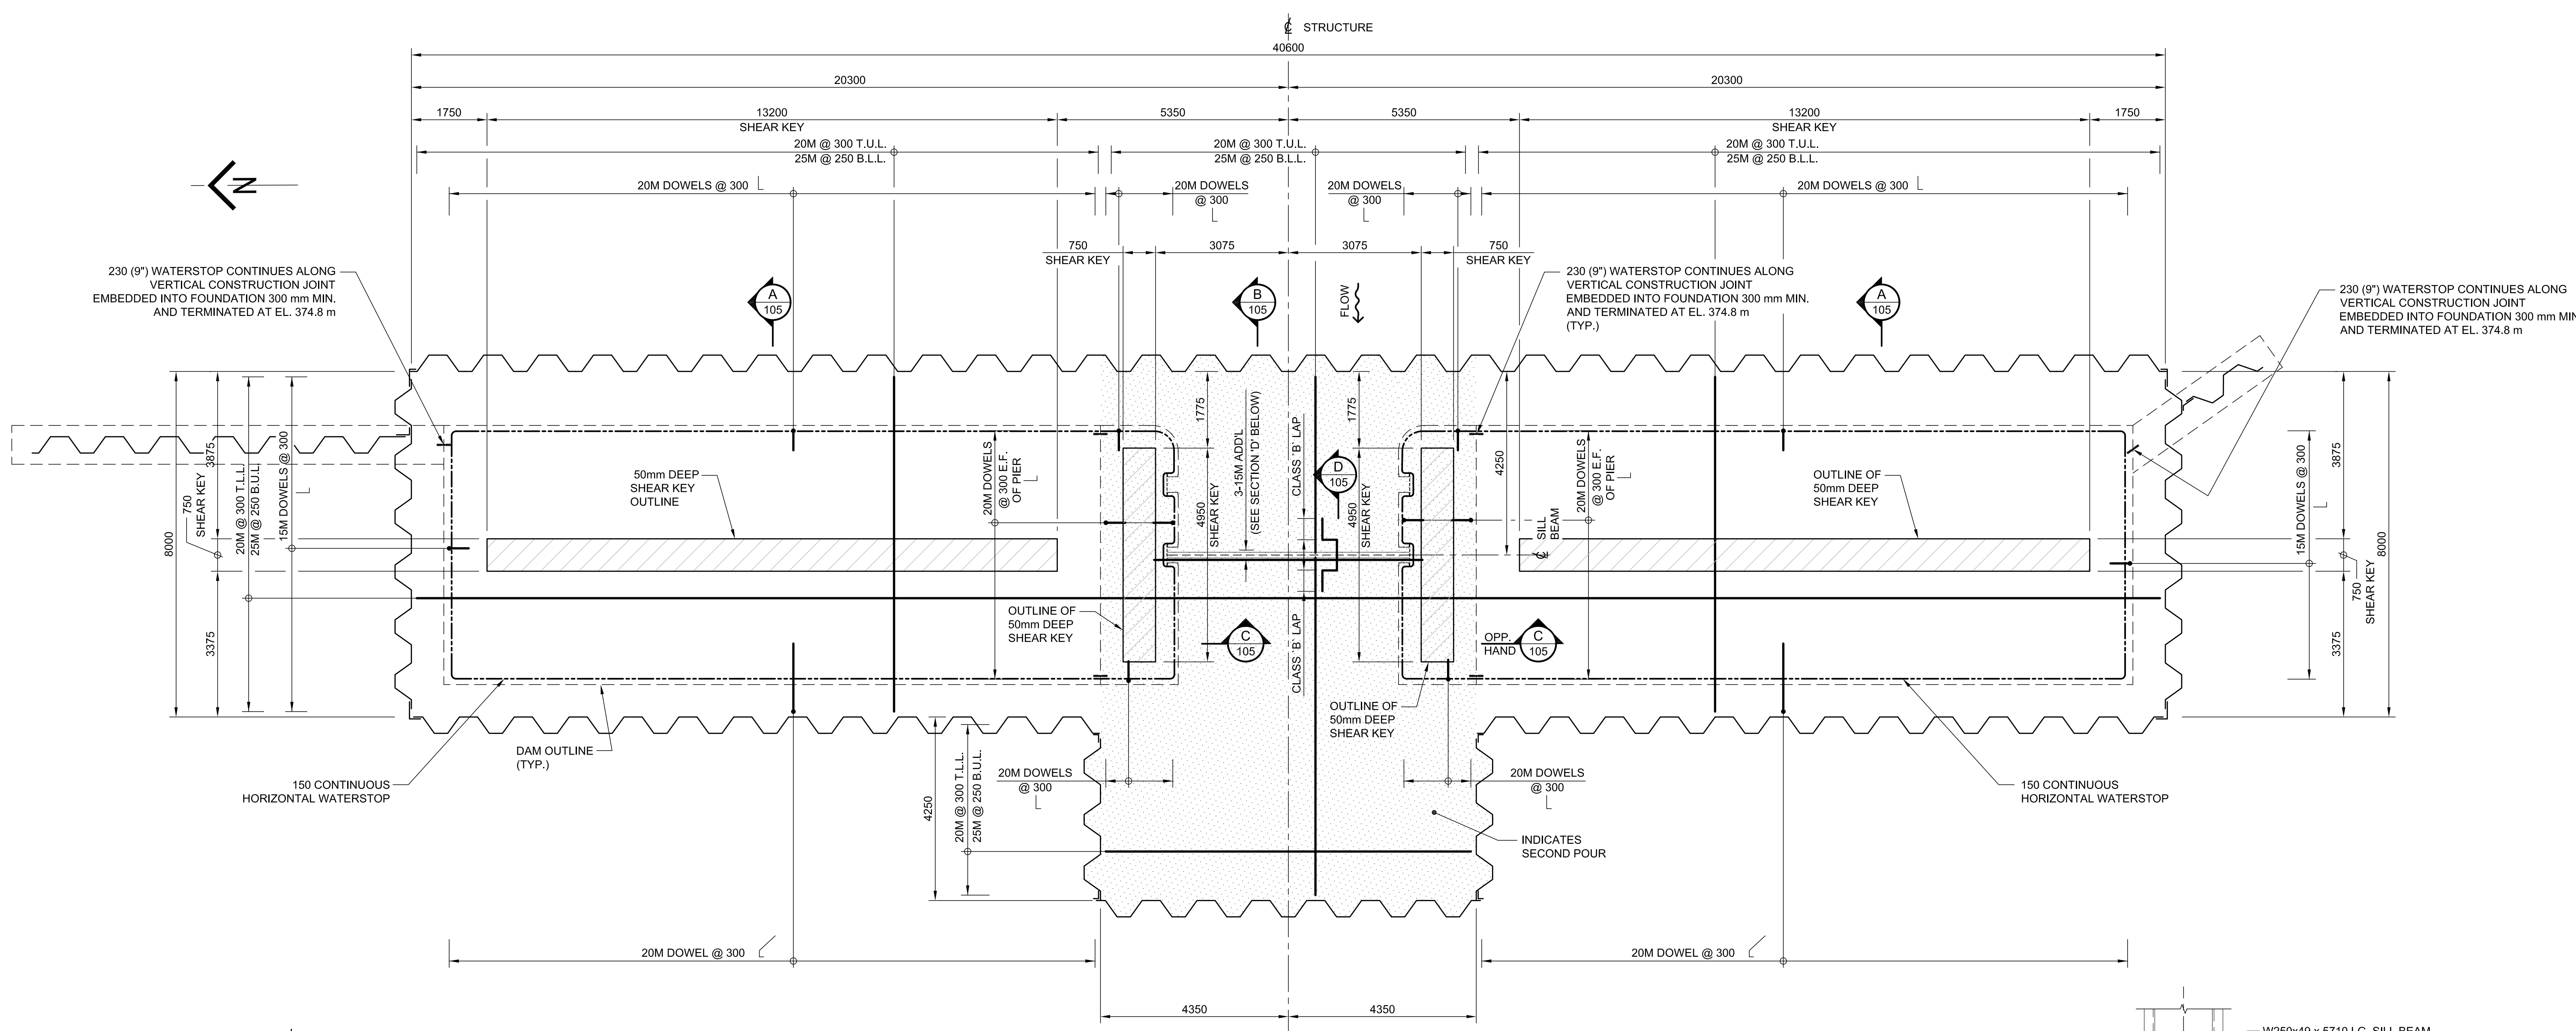 ℄ STRUCTURE
40600
20300
20300
1750
13200
SHEAR KEY
5350
5350
13200
SHEAR KEY
1750
20M @ 300 T.U.L.
25M @ 250 B.L.L.
20M @ 300 T.U.L.
25M @ 250 B.L.L.
20M @ 300 T.U.L.
25M @ 250 B.L.L.
N
20M DOWELS @ 300
20M DOWELS
@ 300
20M DOWELS
@ 300
20M DOWELS @ 300
750
SHEAR KEY
3075
3075
750
SHEAR KEY
230 (9") WATERSTOP CONTINUES ALONG
VERTICAL CONSTRUCTION JOINT
EMBEDDED INTO FOUNDATION 300 mm MIN.
AND TERMINATED AT EL. 374.8 m
A
105
B
105
FLOW
230 (9") WATERSTOP CONTINUES ALONG
VERTICAL CONSTRUCTION JOINT
EMBEDDED INTO FOUNDATION 300 mm MIN.
AND TERMINATED AT EL. 374.8 m
(TYP.)
A
105
230 (9") WATERSTOP CONTINUES ALONG
VERTICAL CONSTRUCTION JOINT
EMBEDDED INTO FOUNDATION 300 mm MIN
AND TERMINATED AT EL. 374.8 m
8000
3875
750
SHEAR KEY
3375
20M @ 300 T.L.L.
25M @ 250 B.U.L.
15M DOWELS @ 300
50mm DEEP
SHEAR KEY
OUTLINE
20M DOWELS
@ 300 E.F.
OF PIER
1775
4950
SHEAR KEY
3-15M ADD'L
(SEE SECTION 'D' BELOW)
CLASS `B` LAP
CLASS `B` LAP
D
105
1775
4950
SHEAR KEY
4250
℄ SILL
BEAM
20M DOWELS
@ 300 E.F.
OF PIER
OUTLINE OF
50mm DEEP
SHEAR KEY
15M DOWELS @ 300
3875
750
SHEAR KEY
3375
8000
OUTLINE OF
50mm DEEP
SHEAR KEY
C
105
OPP.
HAND
C
105
OUTLINE OF
50mm DEEP
SHEAR KEY
DAM OUTLINE
(TYP.)
150 CONTINUOUS
HORIZONTAL WATERSTOP
4250
20M @ 300 T.L.L.
25M @ 250 B.U.L.
20M DOWELS
@ 300
20M DOWELS
@ 300
150 CONTINUOUS
HORIZONTAL WATERSTOP
INDICATES
SECOND POUR
20M DOWEL @ 300
20M DOWEL @ 300
4350
4350
W250x49 x 5710 LG. SILL BEAM